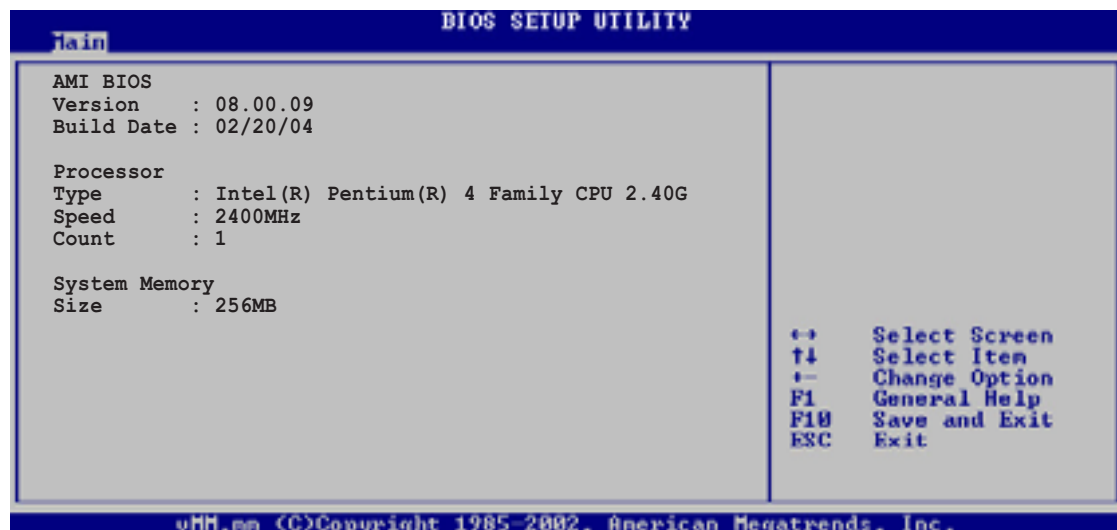 BIOS SETUP UTILITY
Main
AMI BIOS
Version : 08.00.09
Build Date : 02/20/04
Processor
Type : Intel(R) Pentium(R) 4 Family CPU 2.40G
Speed : 2400MHz
Count : 1
System Memory
Size : 256MB
↔ Select Screen
↑↓ Select Item
+- Change Option
F1 General Help
F10 Save and Exit
ESC Exit
vMM.mm (C)Copyright 1985-2002, American Megatrends, Inc.